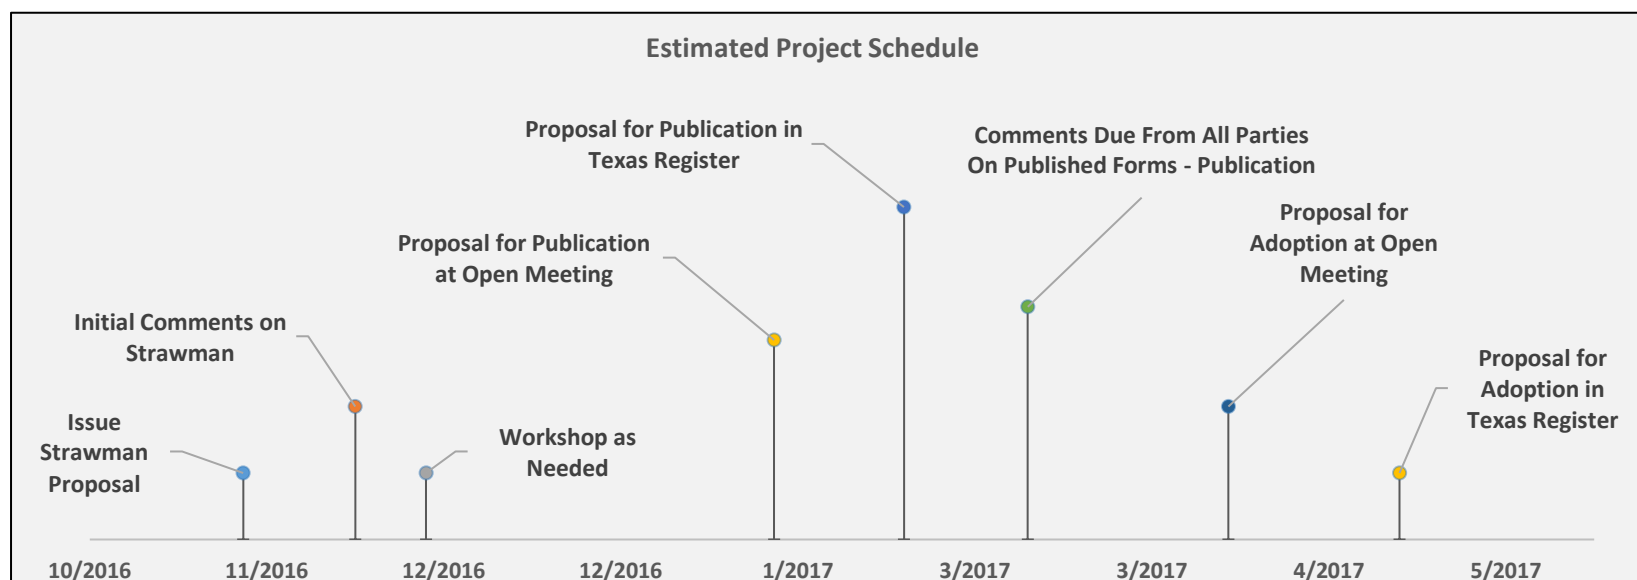 Estimated Project Schedule
Proposal for Publication in
Texas Register
Comments Due From All Parties
On Published Forms - Publication
Proposal for
Adoption at Open
Meeting
Proposal for Publication
at Open Meeting
Initial Comments on
Strawman
Proposal for
Adoption in
Texas Register
Issue
Strawman
Proposal
Workshop as
Needed
10/2016
11/2016
12/2016
12/2016
1/2017
3/2017
3/2017
4/2017
5/2017